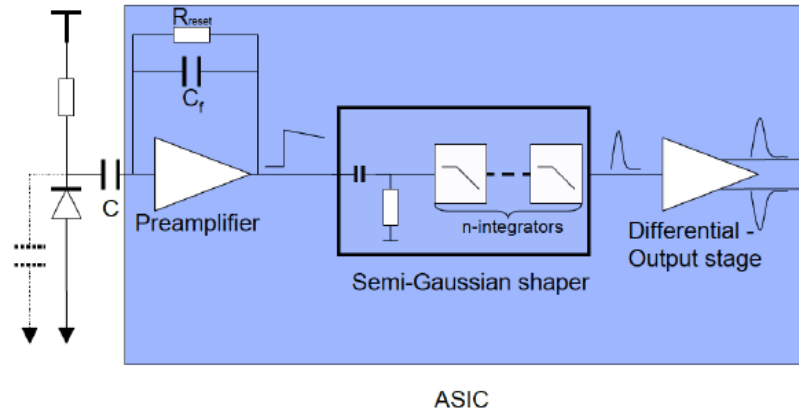 Rreset
Cf
C
Preamplifier
n-integrators
Semi-Gaussian shaper
Differential -
Output stage
ASIC